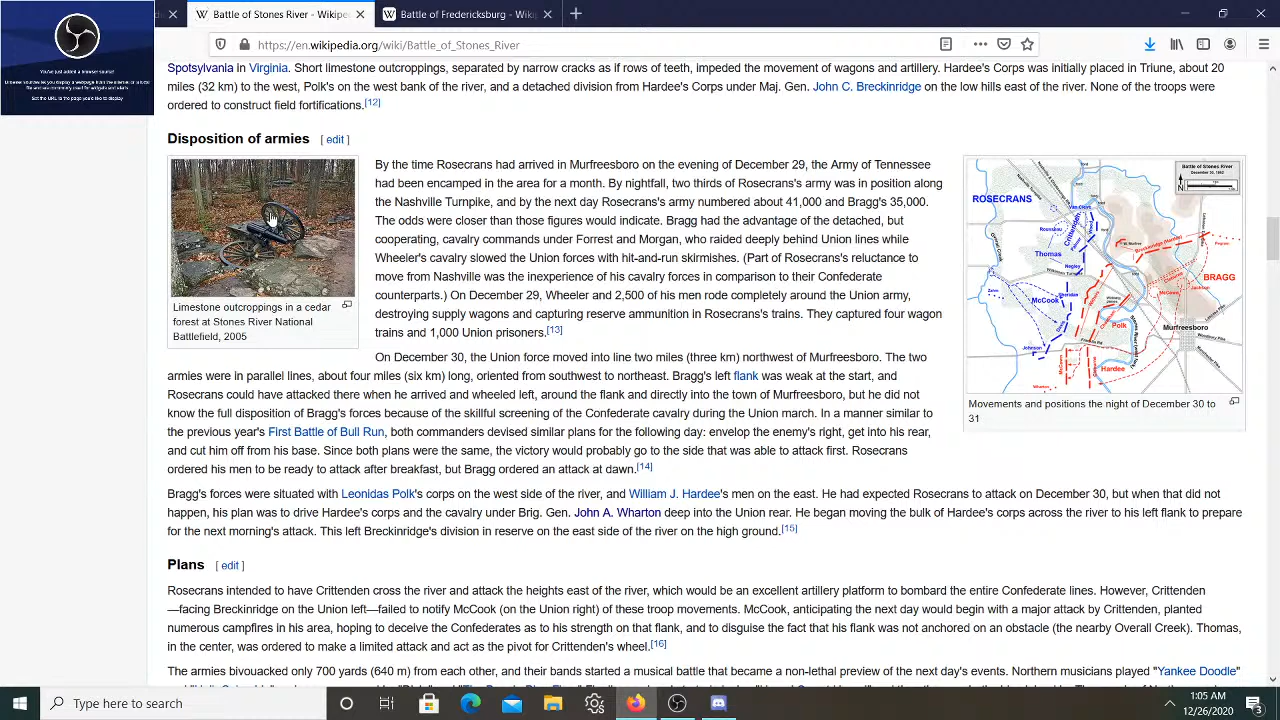 Battle of Stones River - Wikipe
Battle of Fredericksburg - Wik
https://en.wikipedia.org/wiki/Battle_of_Stones_River
You've just added a browser source!
Spotsylvania in Virginia. Short limestone outcroppings, separated by narrow cracks as if rows of teeth, impeded the movement of wagons and artillery. Hardee's Corps was initially placed in Triune, about 20
miles (32 km) to the west, Polk's on the west bank of the river, and a detached division from Hardee's Corps under Maj. Gen. John C. Breckinridge on the low hills east of the river. None of the troops were
ordered to construct field fortifications.[12]
Disposition of armies [ edit ]
By the time Rosecrans had arrived in Murfreesboro on the evening of December 29, the Army of Tennessee
had been encamped in the area for a month. By nightfall, two thirds of Rosecrans's army was in position along
the Nashville Turnpike, and by the next day Rosecrans's army numbered about 41,000 and Bragg's 35,000.
The odds were closer than those figures would indicate. Bragg had the advantage of the detached, but
cooperating, cavalry commands under Forrest and Morgan, who raided deeply behind Union lines while
Wheeler's cavalry slowed the Union forces with hit-and-run skirmishes. (Part of Rosecrans's reluctance to
move from Nashville was the inexperience of his cavalry forces in comparison to their Confederate
counterparts.) On December 29, Wheeler and 2,500 of his men rode completely around the Union army,
destroying supply wagons and capturing reserve ammunition in Rosecrans's trains. They captured four wagon
trains and 1,000 Union prisoners.[13]
Limestone outcroppings in a cedar
forest at Stones River National
Battlefield, 2005
Battle of Stones River
ROSECRANS
Thomas
Crittenden
McCook
BRAGG
Polk
Hardee
Murfreesboro
Rousseau
Van Cleve
Negley
Sheridan
Johnson
Wharton
Movements and positions the night of December 30 to
31
On December 30, the Union force moved into line two miles (three km) northwest of Murfreesboro. The two
armies were in parallel lines, about four miles (six km) long, oriented from southwest to northeast. Bragg's left flank was weak at the start, and
Rosecrans could have attacked there when he arrived and wheeled left, around the flank and directly into the town of Murfreesboro, but he did not
know the full disposition of Bragg's forces because of the skillful screening of the Confederate cavalry during the Union march. In a manner similar to
the previous year's First Battle of Bull Run, both commanders devised similar plans for the following day: envelop the enemy's right, get into his rear,
and cut him off from his base. Since both plans were the same, the victory would probably go to the side that was able to attack first. Rosecrans
ordered his men to be ready to attack after breakfast, but Bragg ordered an attack at dawn.[14]
Bragg's forces were situated with Leonidas Polk's corps on the west side of the river, and William J. Hardee's men on the east. He had expected Rosecrans to attack on December 30, but when that did not
happen, his plan was to drive Hardee's corps and the cavalry under Brig. Gen. John A. Wharton deep into the Union rear. He began moving the bulk of Hardee's corps across the river to his left flank to prepare
for the next morning's attack. This left Breckinridge's division in reserve on the east side of the river on the high ground.[15]
Plans [ edit ]
Rosecrans intended to have Crittenden cross the river and attack the heights east of the river, which would be an excellent artillery platform to bombard the entire Confederate lines. However, Crittenden
—facing Breckinridge on the Union left—failed to notify McCook (on the Union right) of these troop movements. McCook, anticipating the next day would begin with a major attack by Crittenden, planted
numerous campfires in his area, hoping to deceive the Confederates as to his strength on that flank, and to disguise the fact that his flank was not anchored on an obstacle (the nearby Overall Creek). Thomas,
in the center, was ordered to make a limited attack and act as the pivot for Crittenden's wheel.[16]
The armies bivouacked only 700 yards (640 m) from each other, and their bands started a musical battle that became a non-lethal preview of the next day's events. Northern musicians played "Yankee Doodle"
Type here to search
1:05 AM
12/26/2020
3